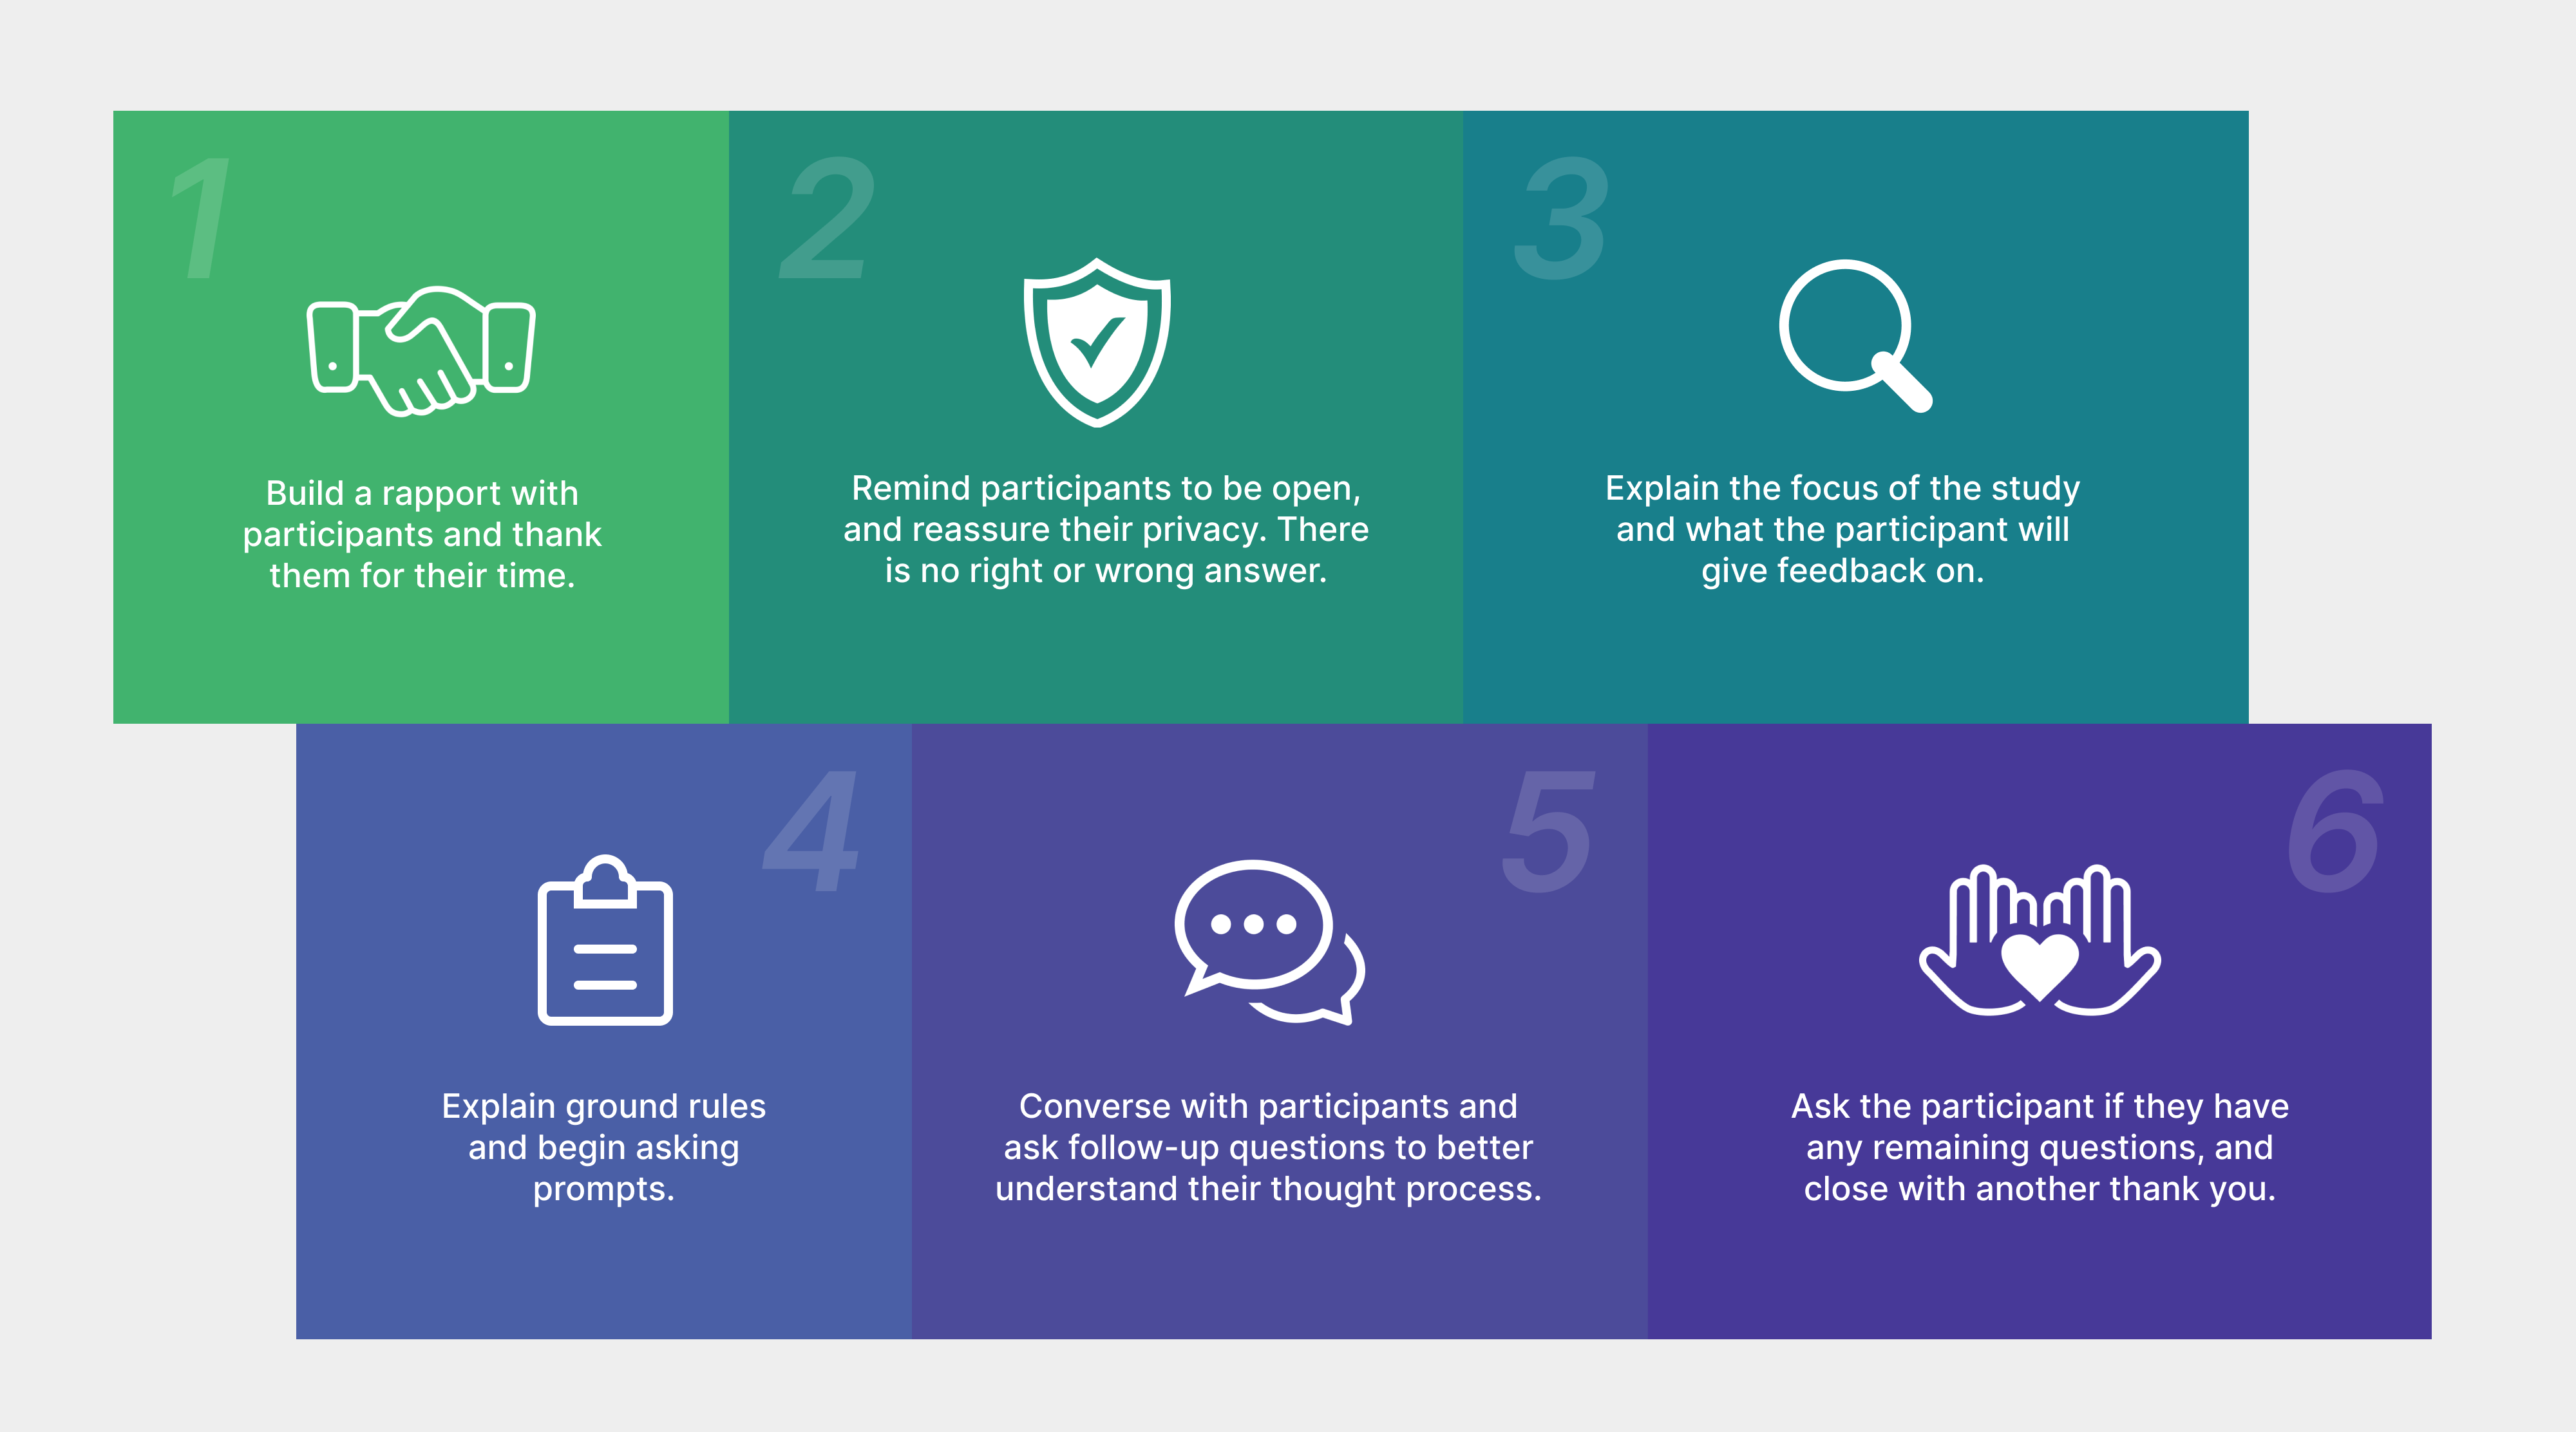 1
Build a rapport with
participants and thank
them for their time.
2
Remind participants to be open,
and reassure their privacy. There
is no right or wrong answer.
3
Explain the focus of the study
and what the participant will
give feedback on.
4
Explain ground rules
and begin asking
prompts.
5
Converse with participants and
ask follow-up questions to better
understand their thought process.
6
Ask the participant if they have
any remaining questions, and
close with another thank you.